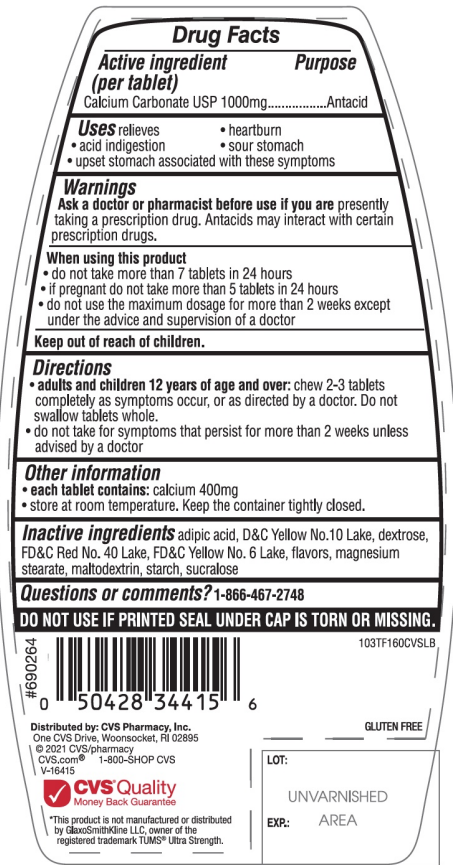 Drug Facts
Active ingredient Purpose
(per tablet)
Calcium Carbonate USP 1000mg.................Antacid
Uses relieves • heartburn
• acid indigestion • sour stomach
• upset stomach associated with these symptoms
Warnings
Ask a doctor or pharmacist before use if you are presently
taking a prescription drug. Antacids may interact with certain
prescription drugs.
When using this product
• do not take more than 7 tablets in 24 hours
• if pregnant do not take more than 5 tablets in 24 hours
• do not use the maximum dosage for more than 2 weeks except
under the advice and supervision of a doctor
Keep out of reach of children.
Directions
• adults and children 12 years of age and over: chew 2-3 tablets
completely as symptoms occur, or as directed by a doctor. Do not
swallow tablets whole.
• do not take for symptoms that persist for more than 2 weeks unless
advised by a doctor
Other information
• each tablet contains: calcium 400mg
• store at room temperature. Keep the container tightly closed.
Inactive ingredients adipic acid, D&C Yellow No.10 Lake, dextrose,
FD&C Red No. 40 Lake, FD&C Yellow No. 6 Lake, flavors, magnesium
stearate, maltodextrin, starch, sucralose
Questions or comments? 1-866-467-2748
DO NOT USE IF PRINTED SEAL UNDER CAP IS TORN OR MISSING.
103TF160CVSLB
#690264
0 50428 34415 6
Distributed by: CVS Pharmacy, Inc.
One CVS Drive, Woonsocket, RI 02895
© 2021 CVS/pharmacy
CVS.com® 1-800-SHOP CVS
V-16415
GLUTEN FREE
CVS® Quality
Money Back Guarantee
*This product is not manufactured or distributed
by GlaxoSmithKline LLC, owner of the
registered trademark TUMS® Ultra Strength.
LOT:
UNVARNISHED
EXP.: AREA